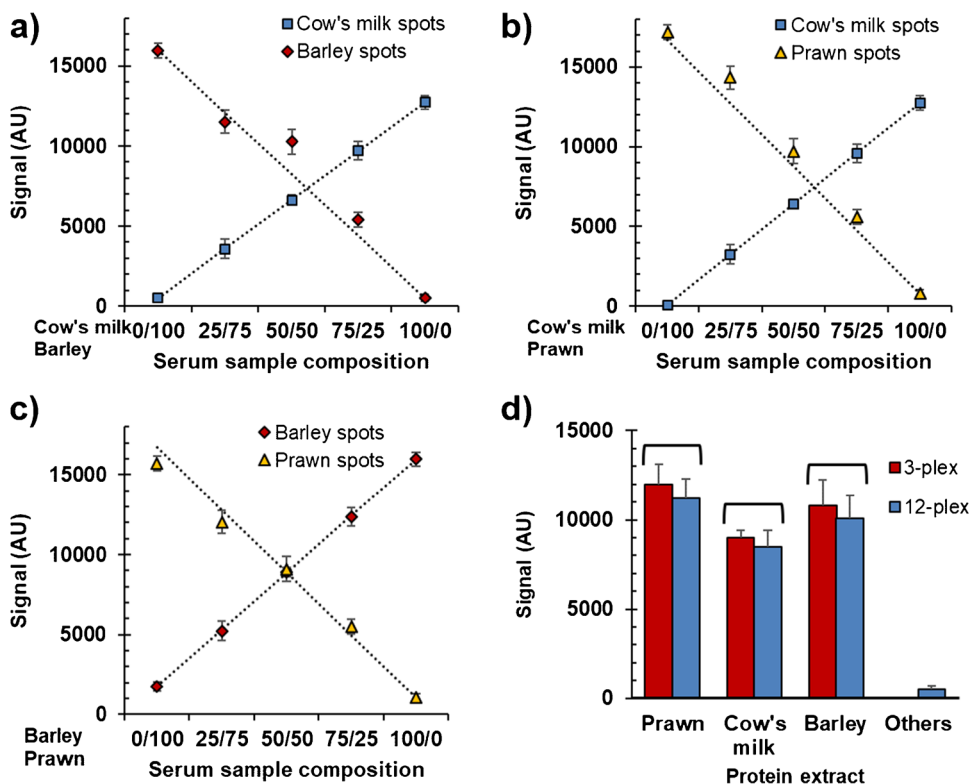 a)
Cow's milk spots
Barley spots
Signal (AU)
15000
10000
5000
0
Cow's milk 0/100 25/75 50/50 75/25 100/0
Barley
Serum sample composition
b)
Cow's milk spots
Prawn spots
Signal (AU)
15000
10000
5000
0
Cow's milk 0/100 25/75 50/50 75/25 100/0
Prawn
Serum sample composition
c)
Barley spots
Prawn spots
Signal (AU)
15000
10000
5000
0
Barley 0/100 25/75 50/50 75/25 100/0
Prawn
Serum sample composition
d)
3-plex
12-plex
Signal (AU)
15000
10000
5000
0
Prawn Cow's Barley Others
milk
Protein extract